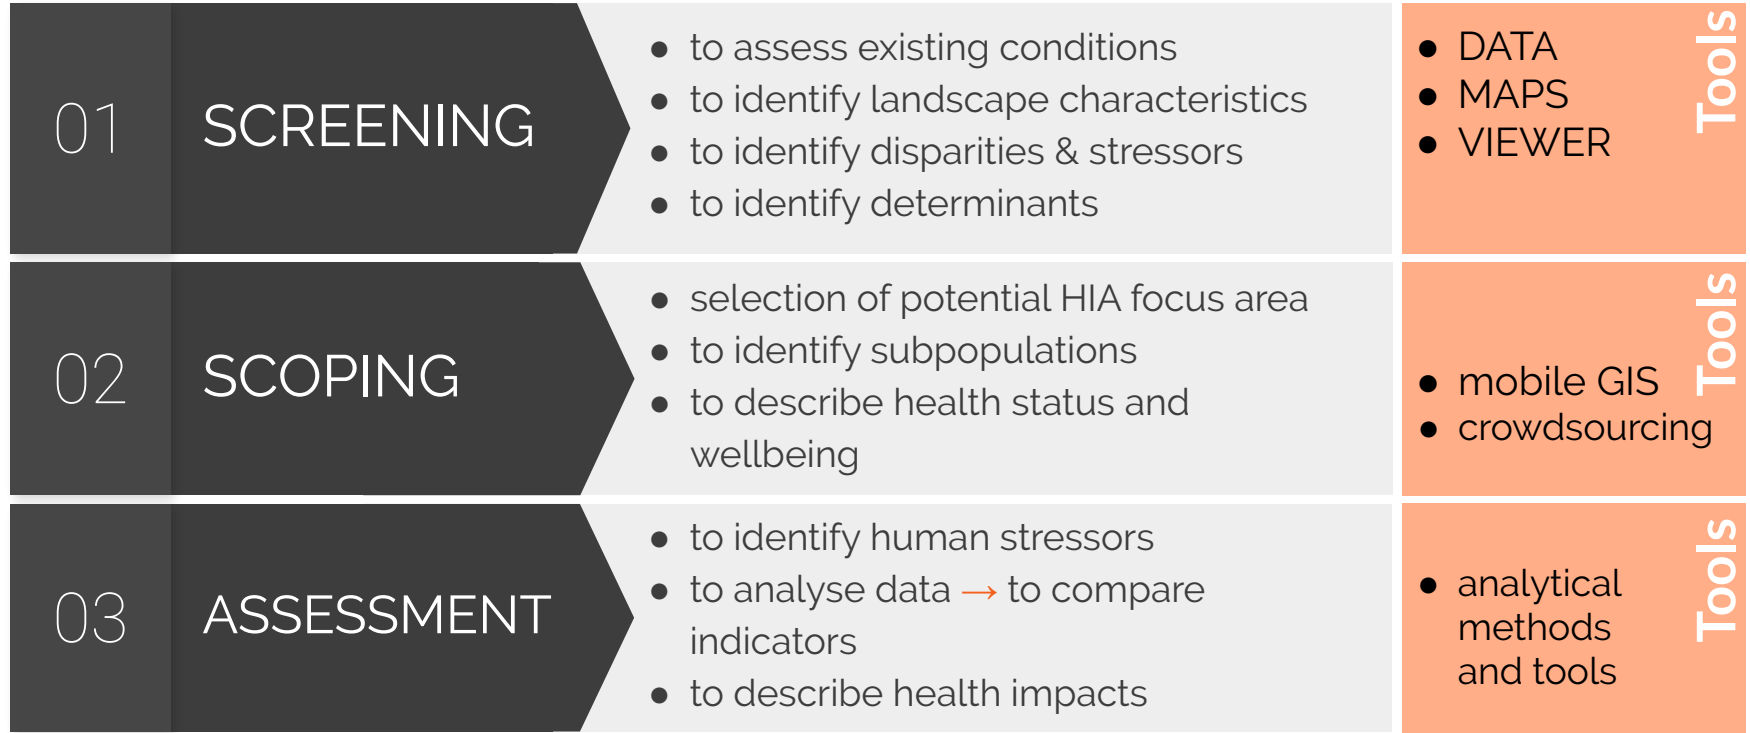 01
SCREENING
● to assess existing conditions
● to identify landscape characteristics
● to identify disparities & stressors
● to identify determinants
● DATA
● MAPS
● VIEWER
Tools
02
SCOPING
● selection of potential HIA focus area
● to identify subpopulations
● to describe health status and
wellbeing
● mobile GIS
● crowdsourcing
Tools
03
ASSESSMENT
● to identify human stressors
● to analyse data → to compare
indicators
● to describe health impacts
● analytical
methods
and tools
Tools